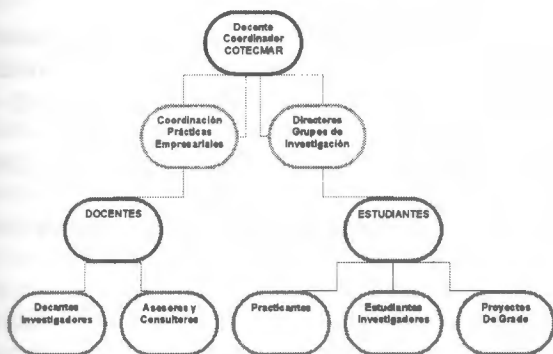 Docente
Coordinador
COTECMAR
Coordinación
Prácticas
Empresariales
Directores
Grupos de
Investigación
DOCENTES
ESTUDIANTES
Docentes
Investigadores
Asesores y
Consultores
Practicantes
Estudiantes
Investigadores
Proyectos
De Grade